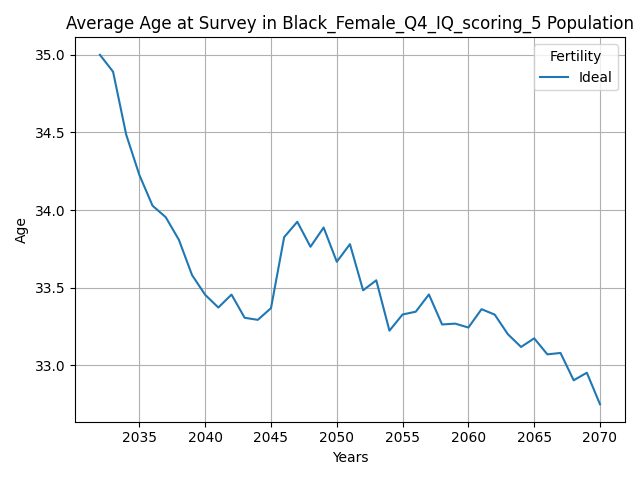 Average Age at Survey in Black_Female_Q4_IQ_scoring_5 Population
Fertility
Ideal
35.0
34.5
34.0
33.5
33.0
Age
2035 2040 2045 2050 2055 2060 2065 2070
Years